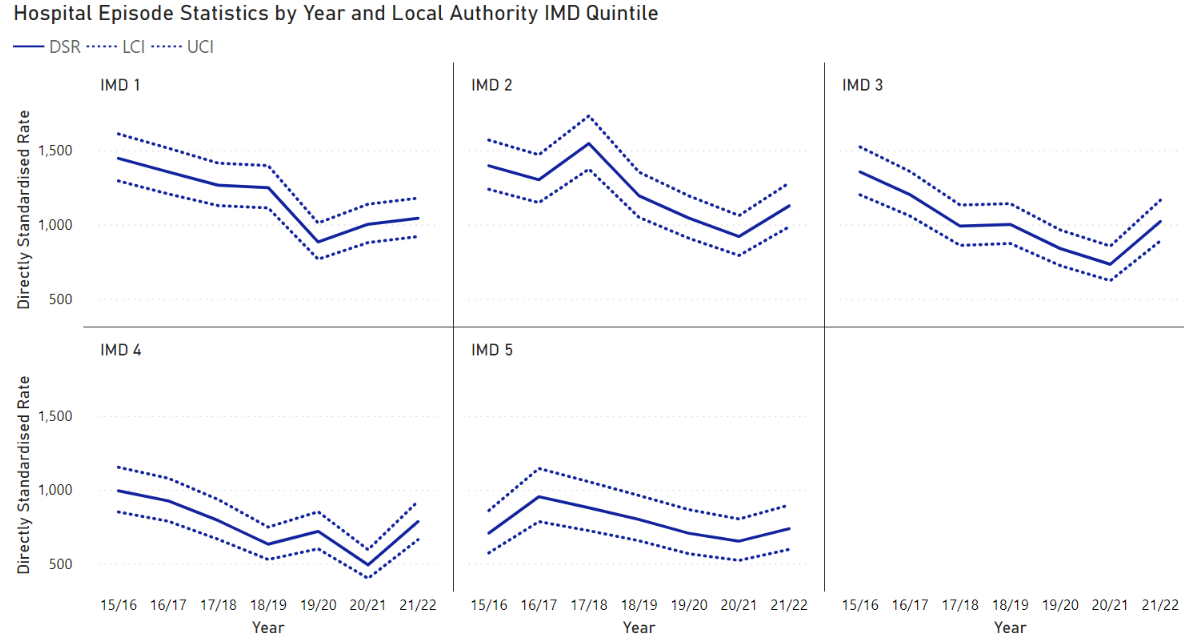 Hospital Episode Statistics by Year and Local Authority IMD Quintile
DSR LCI UCI
IMD 1
IMD 2
IMD 3
Directly Standardised Rate
1,500
1,000
500
IMD 4
IMD 5
Directly Standardised Rate
1,500
1,000
500
15/16 16/17 17/18 18/19 19/20 20/21 21/22
15/16 16/17 17/18 18/19 19/20 20/21 21/22
15/16 16/17 17/18 18/19 19/20 20/21 21/22
Year
Year
Year